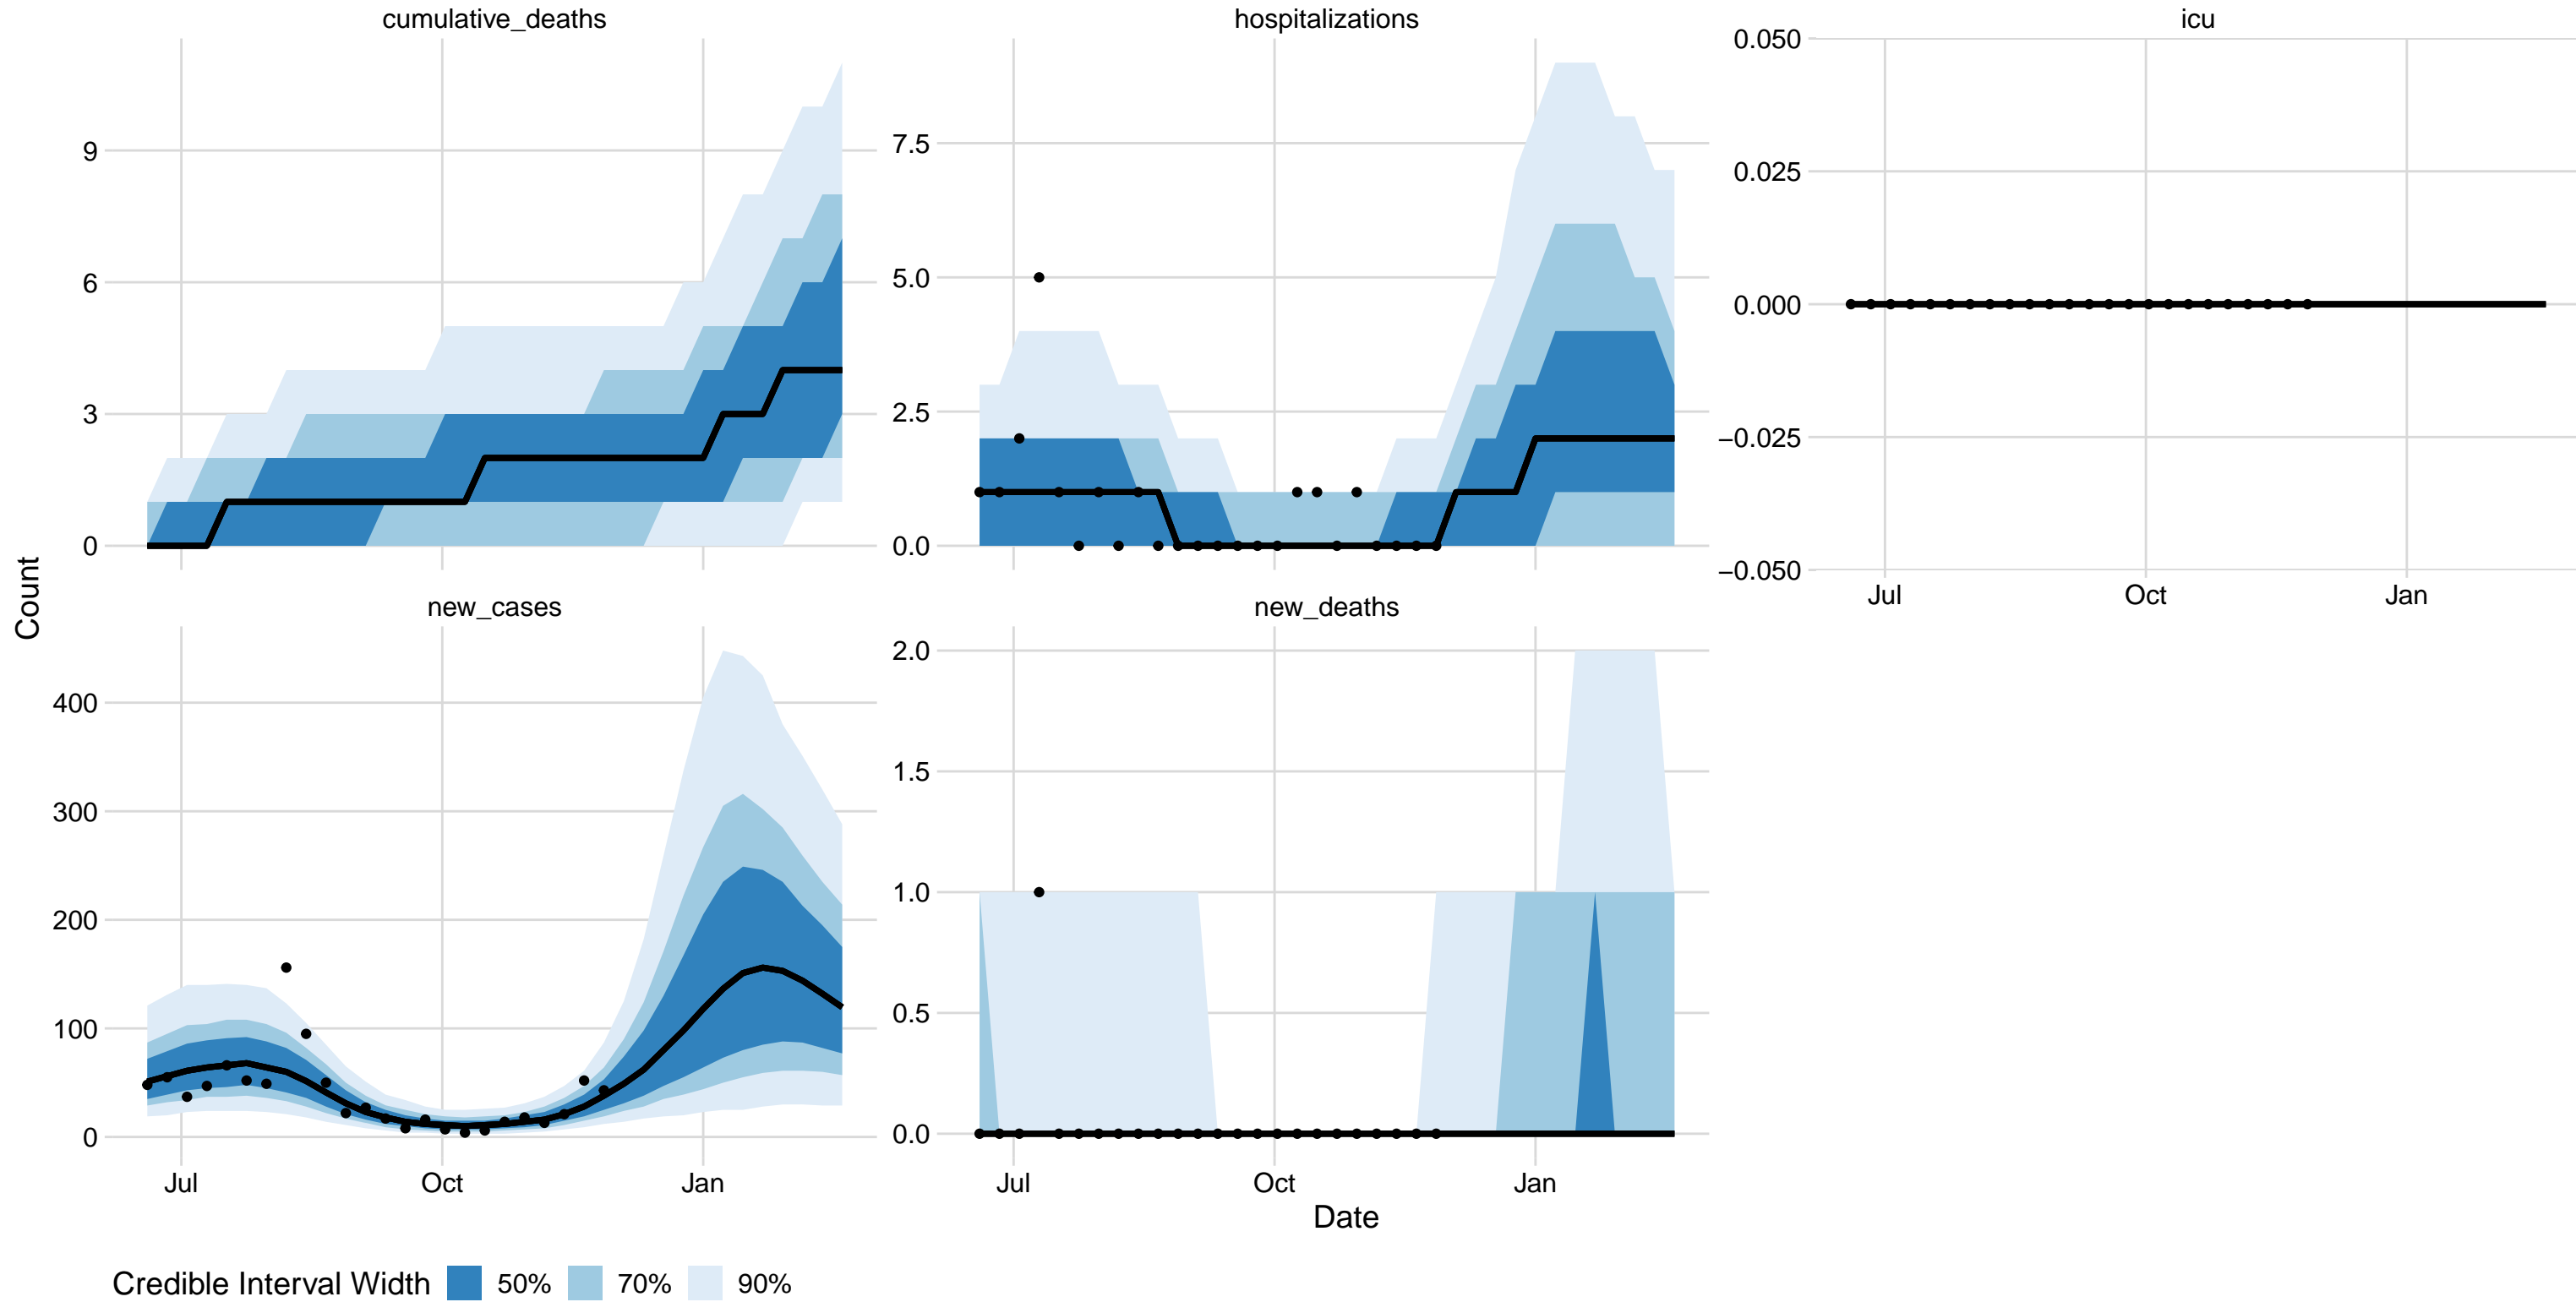 cumulative_deaths
hospitalizations
icu
9
6
3
0
7.5
5.0
2.5
0.0
0.050
0.025
0.000
−0.025
−0.050
Jul Oct Jan
Count
new_cases
new_deaths
400
300
200
100
0
Jul Oct Jan
2.0
1.5
1.0
0.5
0.0
Jul Oct Jan
Date
Credible Interval Width 50% 70% 90%